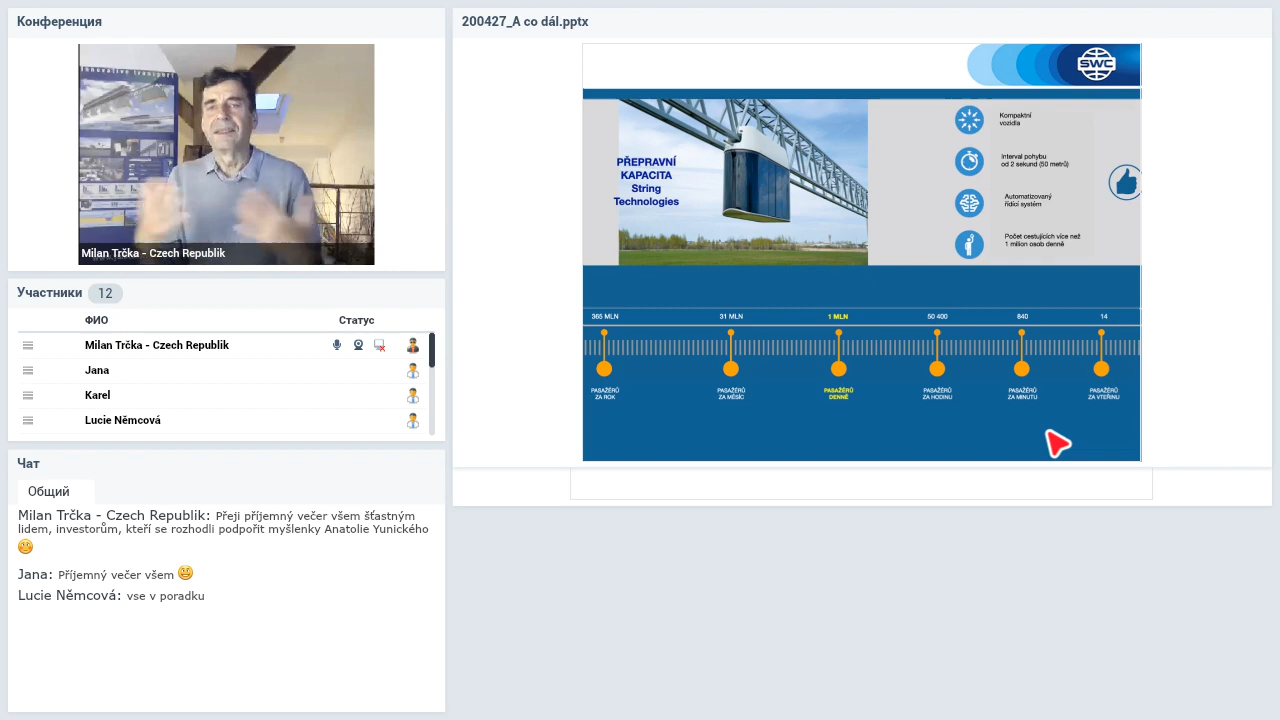 Конференция
Innovative transport
Milan Trčka - Czech Republik
Участники 12
ФИО Статус
Milan Trčka - Czech Republik
Jana
Karel
Lucie Němcová
Чат
Общий
Milan Trčka - Czech Republik: Přeji příjemný večer všem šťastným
lidem, investorům, kteří se rozhodli podpořit myšlenky Anatolie Yunického
Jana: Příjemný večer všem
Lucie Němcová: vse v poradku
200427_A co dál.pptx
SWC
PŘEPRAVNÍ
KAPACITA
String
Technologies
Kompaktní
vozidla
Interval pohybu
od 2 sekund (50 metrů)
Automatizovaný
řídící systém
Počet cestujících více než
1 milion osob denně
365 MLN 31 MLN 1 MLN 50 400 840 14
PASAŽÉRŮ PASAŽÉRŮ PASAŽÉRŮ PASAŽÉRŮ PASAŽÉRŮ PASAŽÉRŮ
ZA ROK ZA MĚSÍC DENNĚ ZA HODINU ZA MINUTU ZA VTEŘINU